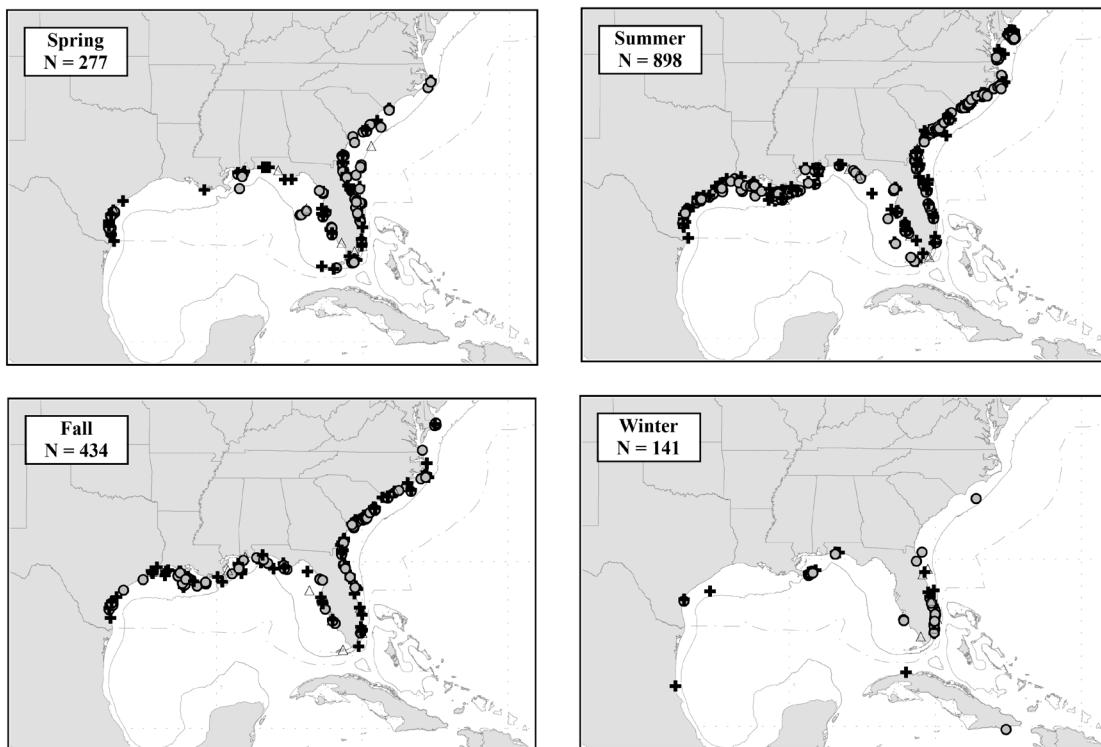 Spring
N = 277
Summer
N = 898
Fall
N = 434
Winter
N = 141